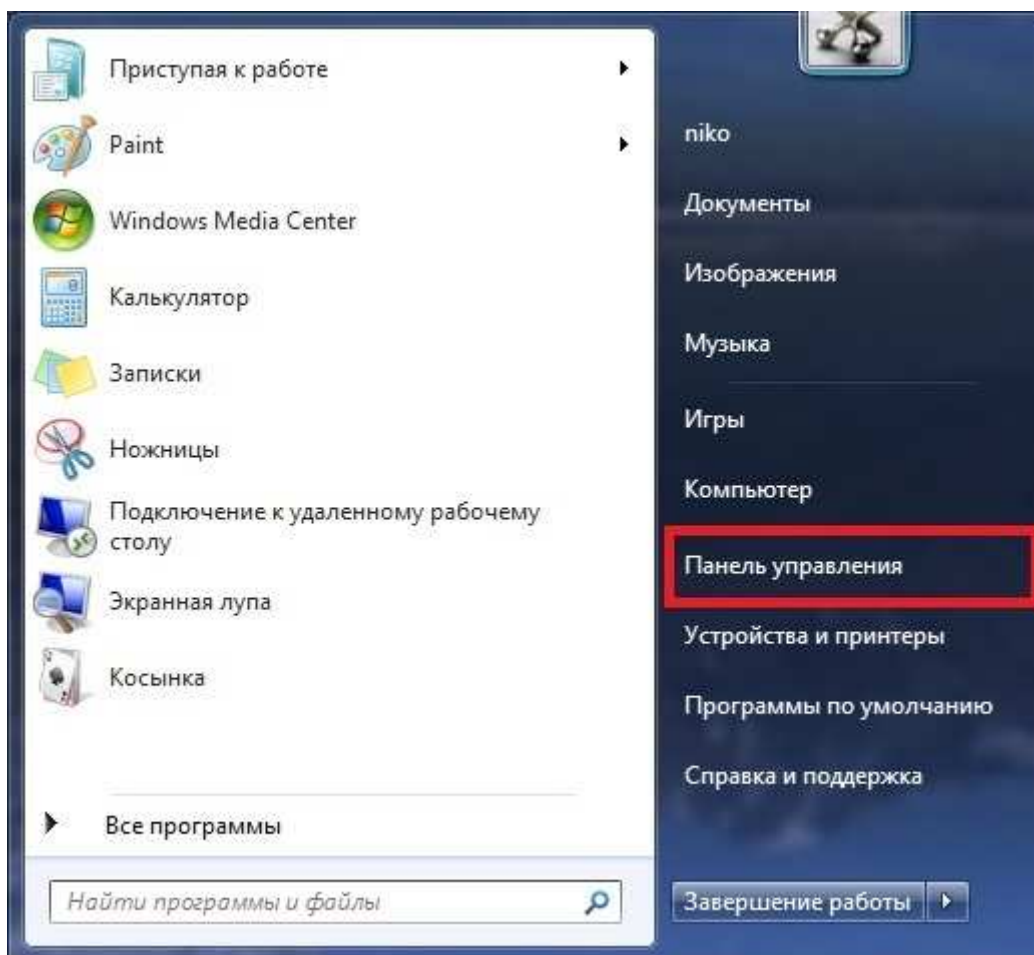 Приступая к работе
Paint
Windows Media Center
Калькулятор
Записки
Ножницы
Подключение к удаленному рабочему
столу
Экранная лупа
Косынка
Все программы
Найти программы и файлы
niko
Документы
Изображения
Музыка
Игры
Компьютер
Панель управления
Устройства и принтеры
Программы по умолчанию
Справка и поддержка
Завершение работы